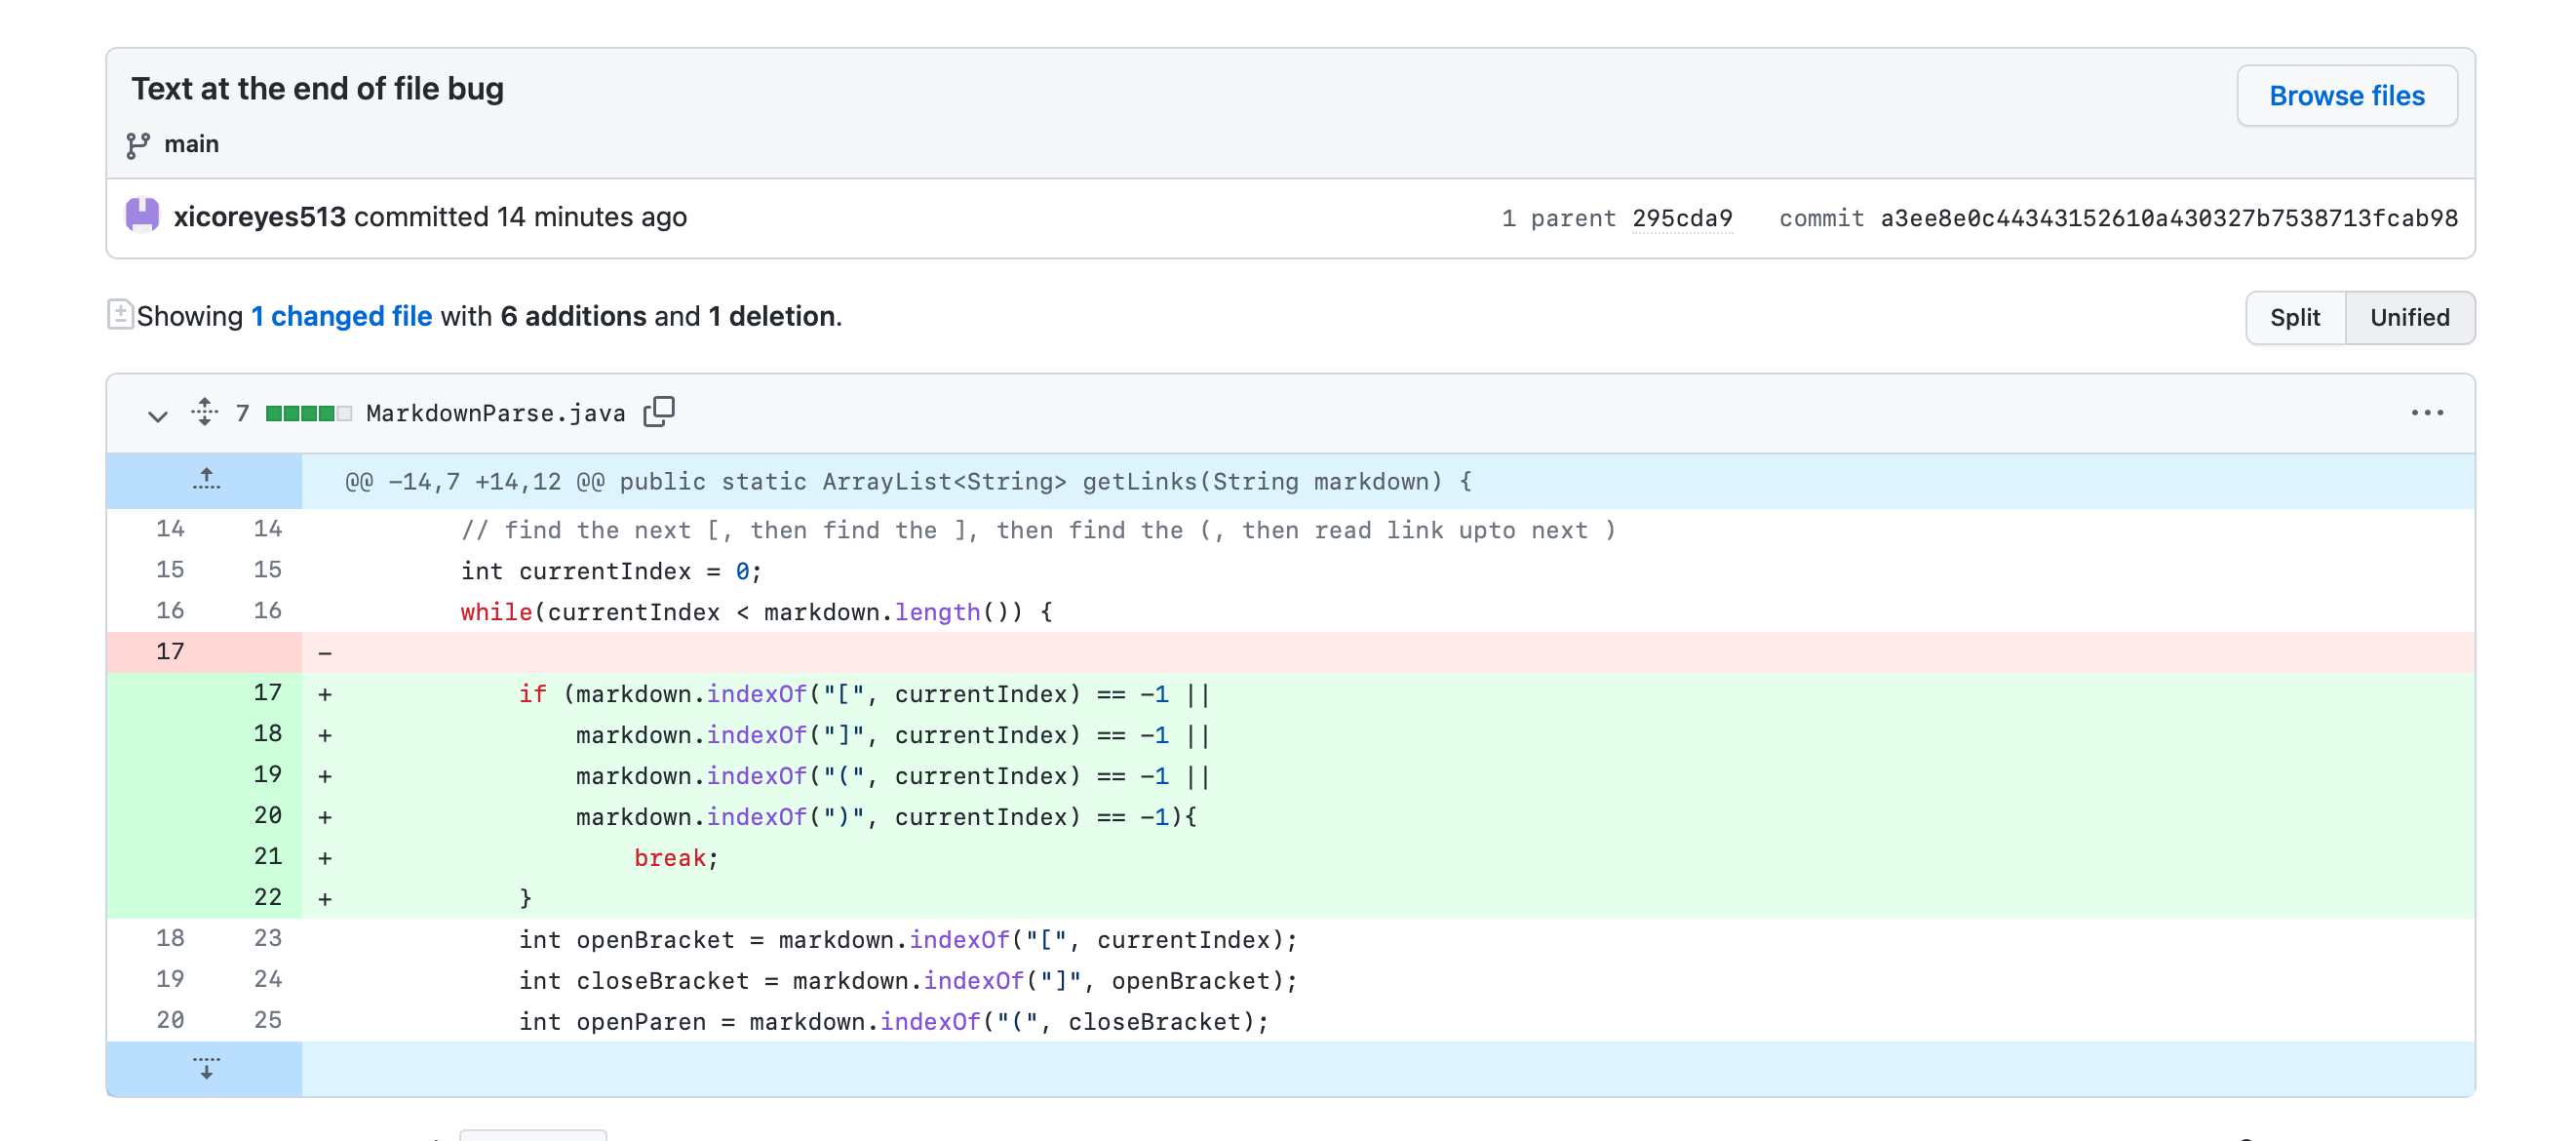 Text at the end of file bug
Browse files
main
xicoreyes513 committed 14 minutes ago
1 parent 295cda9 commit a3ee8e0c44343152610a430327b7538713fcab98
Showing 1 changed file with 6 additions and 1 deletion.
Split Unified
7 MarkdownParse.java
@@ -14,7 +14,12 @@ public static ArrayList<String> getLinks(String markdown) {
14 14 // find the next [, then find the ], then find the (, then read link upto next )
15 15 int currentIndex = 0;
16 16 while(currentIndex < markdown.length()) {
17 -
17 + if (markdown.indexOf("[", currentIndex) == -1 ||
18 + markdown.indexOf("]", currentIndex) == -1 ||
19 + markdown.indexOf("(", currentIndex) == -1 ||
20 + markdown.indexOf(")", currentIndex) == -1){
21 + break;
22 + }
18 23 int openBracket = markdown.indexOf("[", currentIndex);
19 24 int closeBracket = markdown.indexOf("]", openBracket);
20 25 int openParen = markdown.indexOf("(", closeBracket);